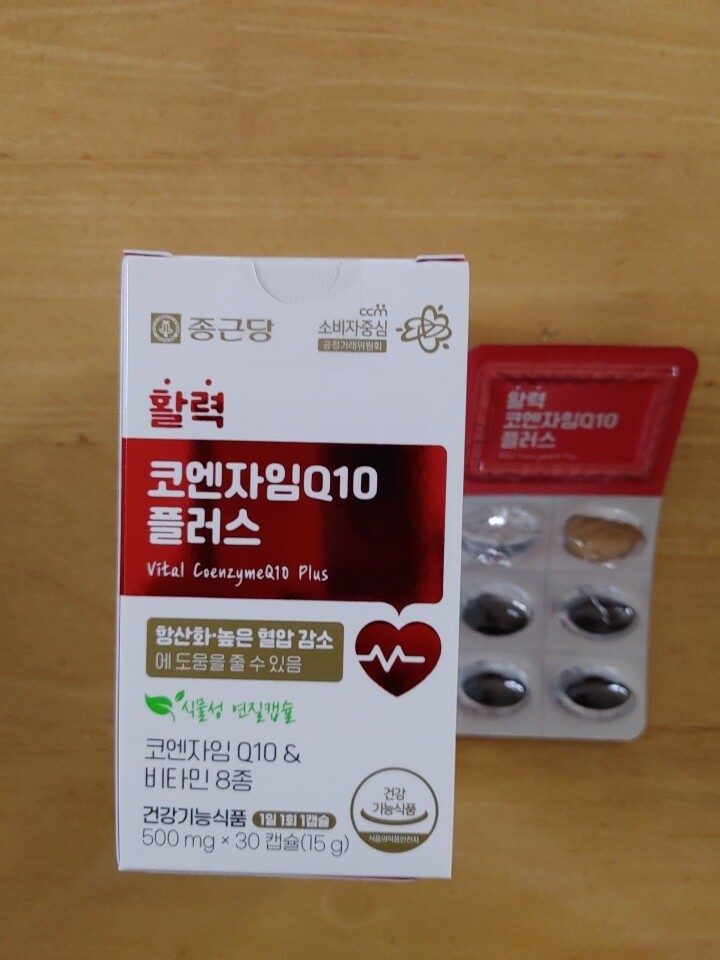 종근당
ccm
소비자중심
공정거래위원회
활력
코엔자임Q10
플러스
Vital CoenzymeQ10 Plus
항산화·높은 혈압 감소
에 도움을 줄 수 있음
식물성 연질캡슐
코엔자임 Q10 &
비타민 8종
건강기능식품 1일 1회 1캡슐
500 mg × 30 캡슐(15 g)
건강
기능식품
식품의약품안전처
활력
코엔자임Q10
플러스
Vital CoenzymeQ10 Plus